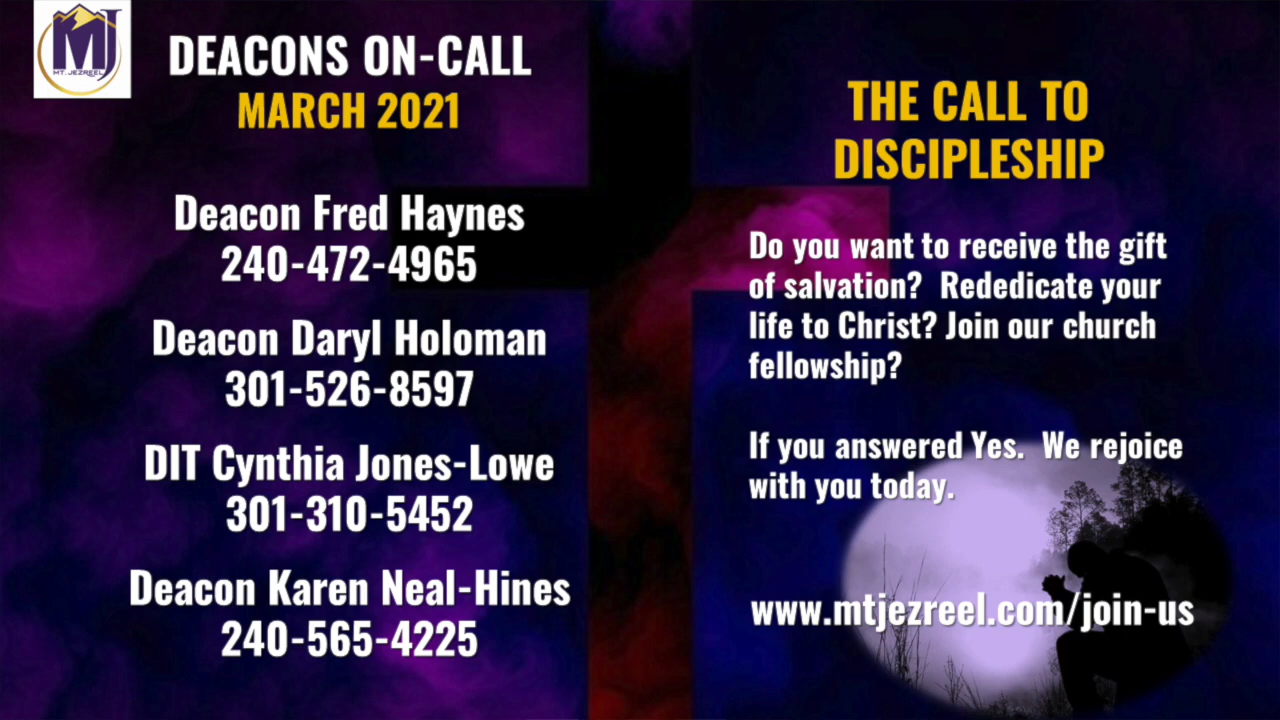 MJ
MT. JEZREEL
DEACONS ON-CALL
MARCH 2021
Deacon Fred Haynes
240-472-4965
Deacon Daryl Holoman
301-526-8597
DIT Cynthia Jones-Lowe
301-310-5452
Deacon Karen Neal-Hines
240-565-4225
THE CALL TO
DISCIPLESHIP
Do you want to receive the gift
of salvation?  Rededicate your
life to Christ? Join our church
fellowship?
If you answered Yes.  We rejoice
with you today.
www.mtjezreel.com/join-us